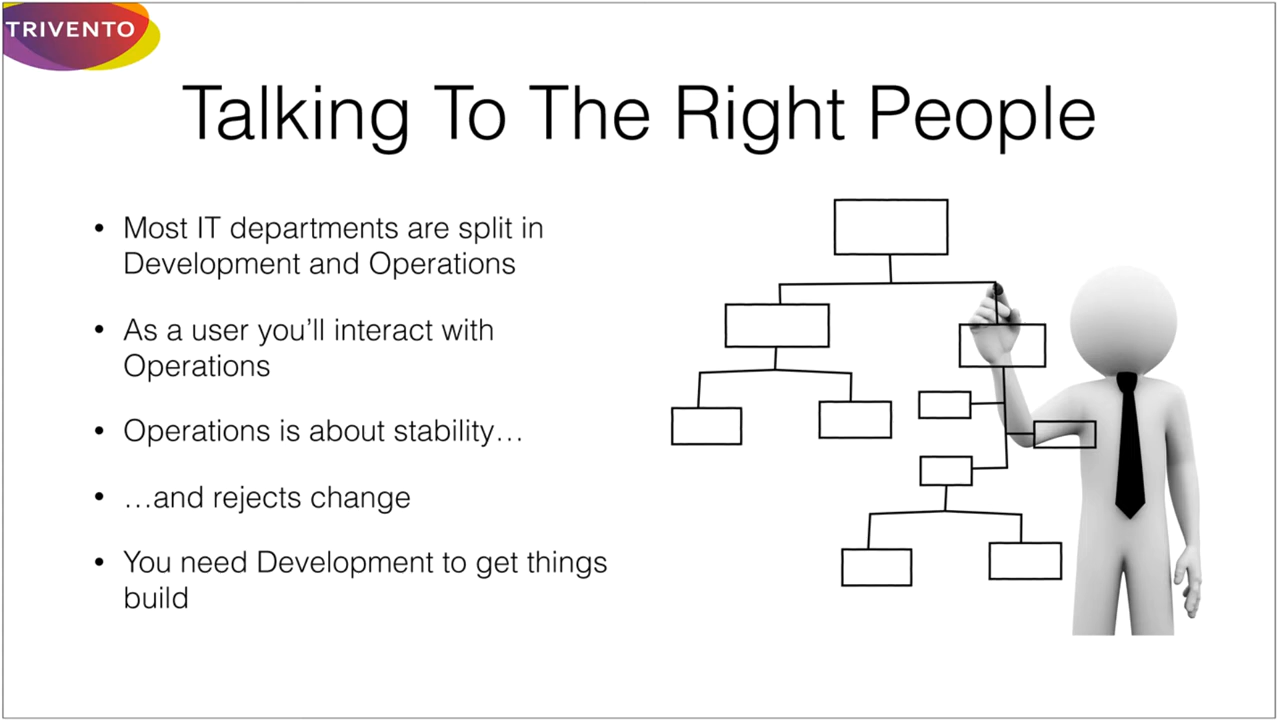 TRIVENTO
Talking To The Right People
• Most IT departments are split in
Development and Operations
• As a user you’ll interact with
Operations
• Operations is about stability…
• …and rejects change
• You need Development to get things
build